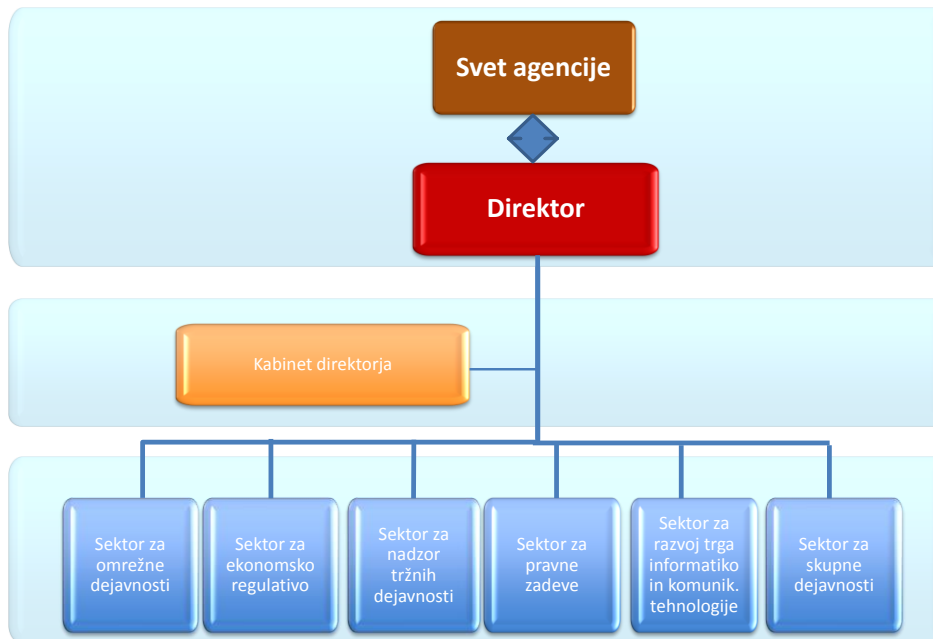 Svet agencije
Direktor
Kabinet direktorja
Sektor za
omrežne
dejavnosti
Sektor za
ekonomsko
regulativo
Sektor za
nadzor
tržnih
dejavnosti
Sektor za
pravne
zadeve
Sektor za
razvoj trga
informatiko
in komunik.
tehnologije
Sektor za
skupne
dejavnosti